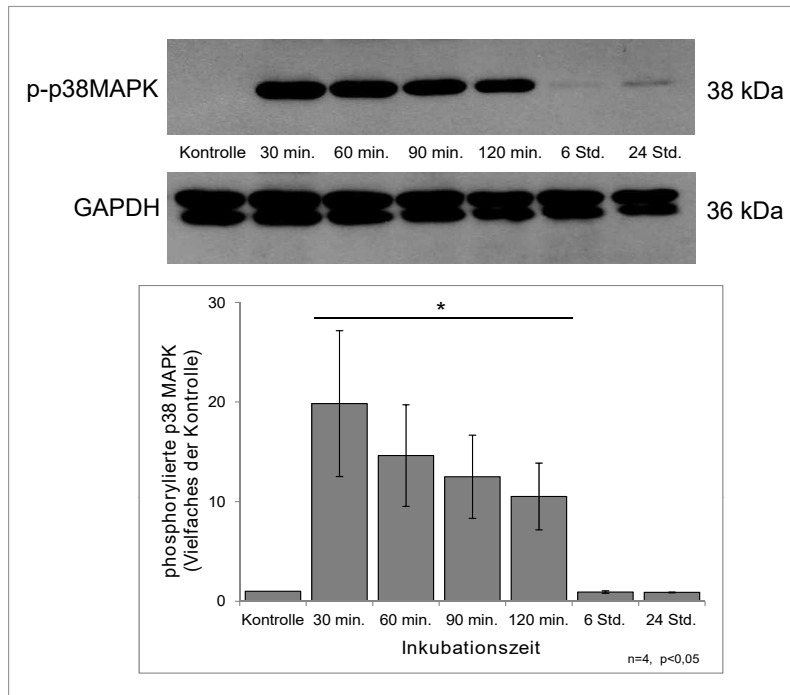 p-p38MAPK
38 kDa
Kontrolle 30 min. 60 min. 90 min. 120 min. 6 Std. 24 Std.
GAPDH
36 kDa
phosphorylierte p38 MAPK
(Vielfaches der Kontrolle)
30
20
10
0
*
Kontrolle 30 min. 60 min. 90 min. 120 min. 6 Std. 24 Std.
Inkubationszeit
n=4, p<0,05